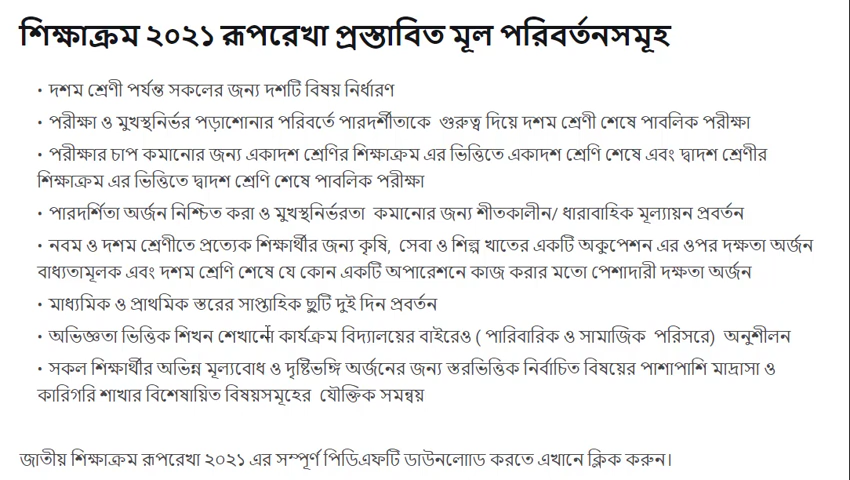 শিক্ষাক্রম ২০২১ রূপরেখা প্রস্তাবিত মূল পরিবর্তনসমূহ
• দশম শ্রেণী পর্যন্ত সকলের জন্য দশটি বিষয় নির্ধারণ
• পরীক্ষা ও মুখস্থনির্ভর পড়াশোনার পরিবর্তে পারদর্শীতাকে গুরুত্ব দিয়ে দশম শ্রেণী শেষে পাবলিক পরীক্ষা
• পরীক্ষার চাপ কমানোর জন্য একাদশ শ্রেণির শিক্ষাক্রম এর ভিত্তিতে একাদশ শ্রেণি শেষে এবং দ্বাদশ শ্রেণীর
শিক্ষাক্রম এর ভিত্তিতে দ্বাদশ শ্রেণি শেষে পাবলিক পরীক্ষা
• পারদর্শিতা অর্জন নিশ্চিত করা ও মুখস্থনির্ভরতা কমানোর জন্য শীতকালীন/ ধারাবাহিক মূল্যায়ন প্রবর্তন
• নবম ও দশম শ্রেণীতে প্রত্যেক শিক্ষার্থীর জন্য কৃষি, সেবা ও শিল্প খাতের একটি অকুপেশন এর ওপর দক্ষতা অর্জন
বাধ্যতামূলক এবং দশম শ্রেণি শেষে যে কোন একটি অপারেশনে কাজ করার মতো পেশাদারী দক্ষতা অর্জন
• মাধ্যমিক ও প্রাথমিক স্তরের সাপ্তাহিক ছুটি দুই দিন প্রবর্তন
• অভিজ্ঞতা ভিত্তিক শিখন শেখানো কার্যক্রম বিদ্যালয়ের বাইরেও ( পারিবারিক ও সামাজিক পরিসরে) অনুশীলন
• সকল শিক্ষার্থীর অভিন্ন মূল্যবোধ ও দৃষ্টিভঙ্গি অর্জনের জন্য স্তরভিত্তিক নির্বাচিত বিষয়ের পাশাপাশি মাদ্রাসা ও
কারিগরি শাখার বিশেষায়িত বিষয়সমূহের যৌক্তিক সমন্বয়
জাতীয় শিক্ষাক্রম রূপরেখা ২০২১ এর সম্পূর্ণ পিডিএফটি ডাউনলোড করতে এখানে ক্লিক করুন।